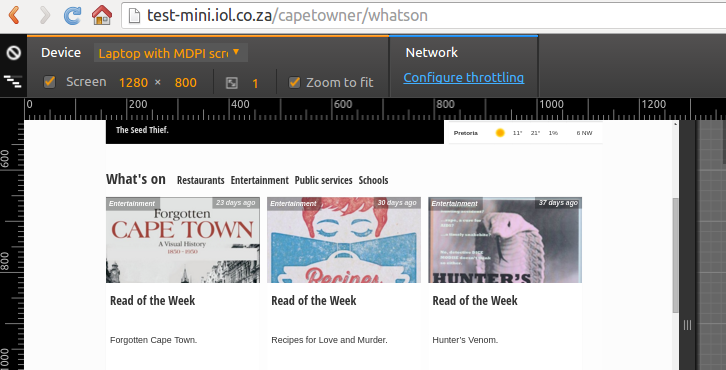 test-mini.iol.co.za/capetowner/whatson
Device Laptop with MDPI scr
Network
Screen 1280 × 800 1 Zoom to fit
Configure throttling
0 200 400 600 800 1000 1200
600
800
1000
The Seed Thief.
Pretoria 11° 21° 1% 6 NW
What's on Restaurants Entertainment Public services Schools
Entertainment 23 days ago
Forgotten
CAPE TOWN
A Visual History
1850 - 1950
Read of the Week
Forgotten Cape Town.
Entertainment 30 days ago
Recipes
Read of the Week
Recipes for Love and Murder.
Entertainment 37 days ago
HUNTER'S
Read of the Week
Hunter's Venom.